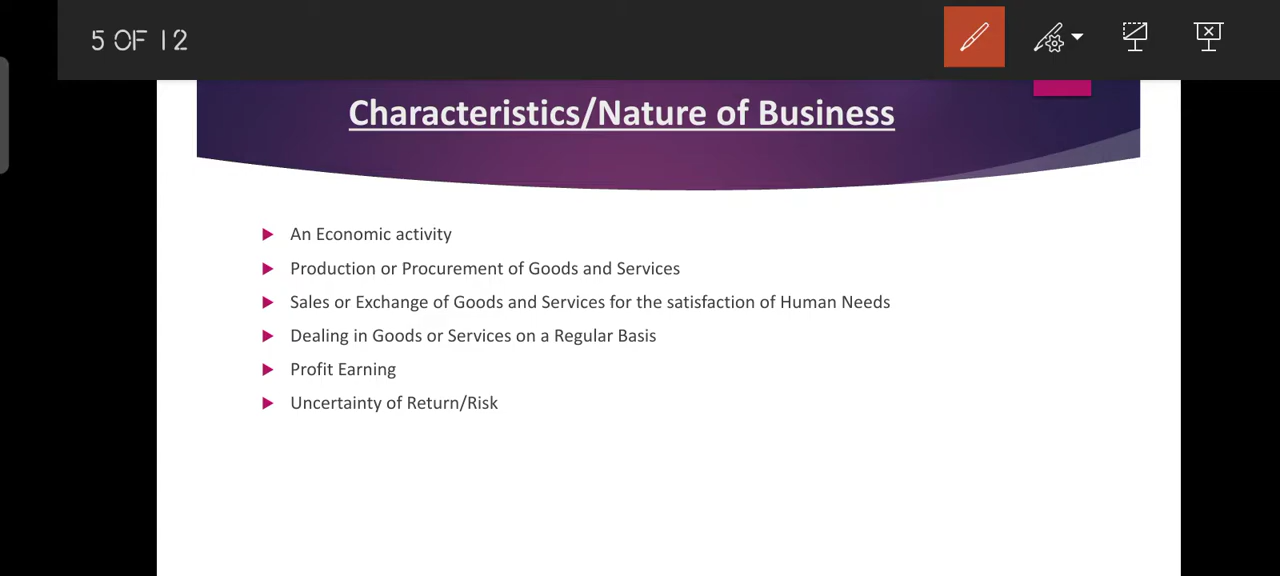 5 OF 12
Characteristics/Nature of Business
An Economic activity
Production or Procurement of Goods and Services
Sales or Exchange of Goods and Services for the satisfaction of Human Needs
Dealing in Goods or Services on a Regular Basis
Profit Earning
Uncertainty of Return/Risk